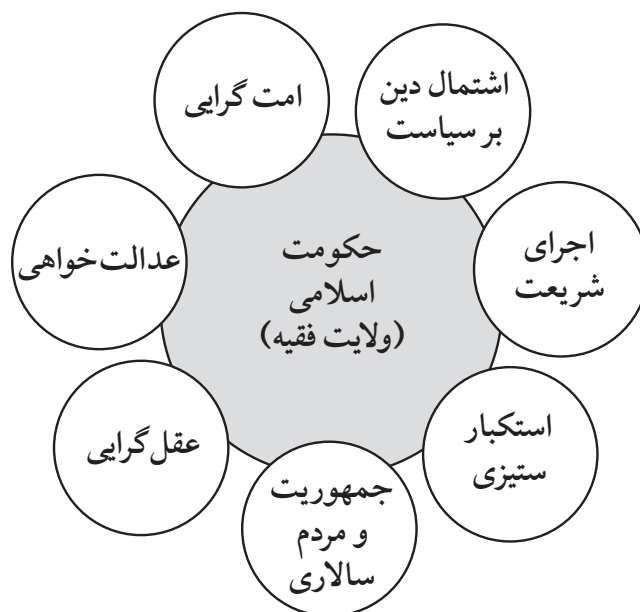 اشتمال دین
بر سیاست
امت گرایی
اجرای
شریعت
حکومت
اسلامی
(ولایت فقیه)
عدالت‌خواهی
استکبار
ستیزی
عقل‌گرایی
جمهوریت
و مردم
سالاری